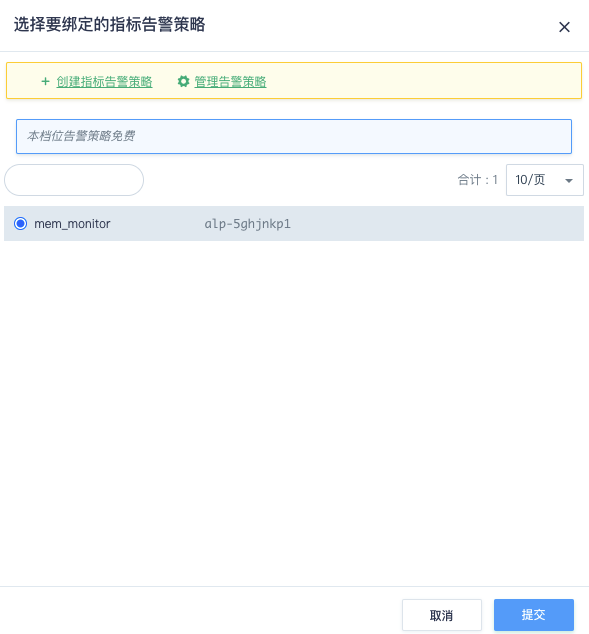 选择要绑定的指标告警策略
+ 创建指标告警策略 管理告警策略
本档位告警策略免费
合计 : 1 10/页
mem_monitor alp-5ghjnkp1
取消 提交